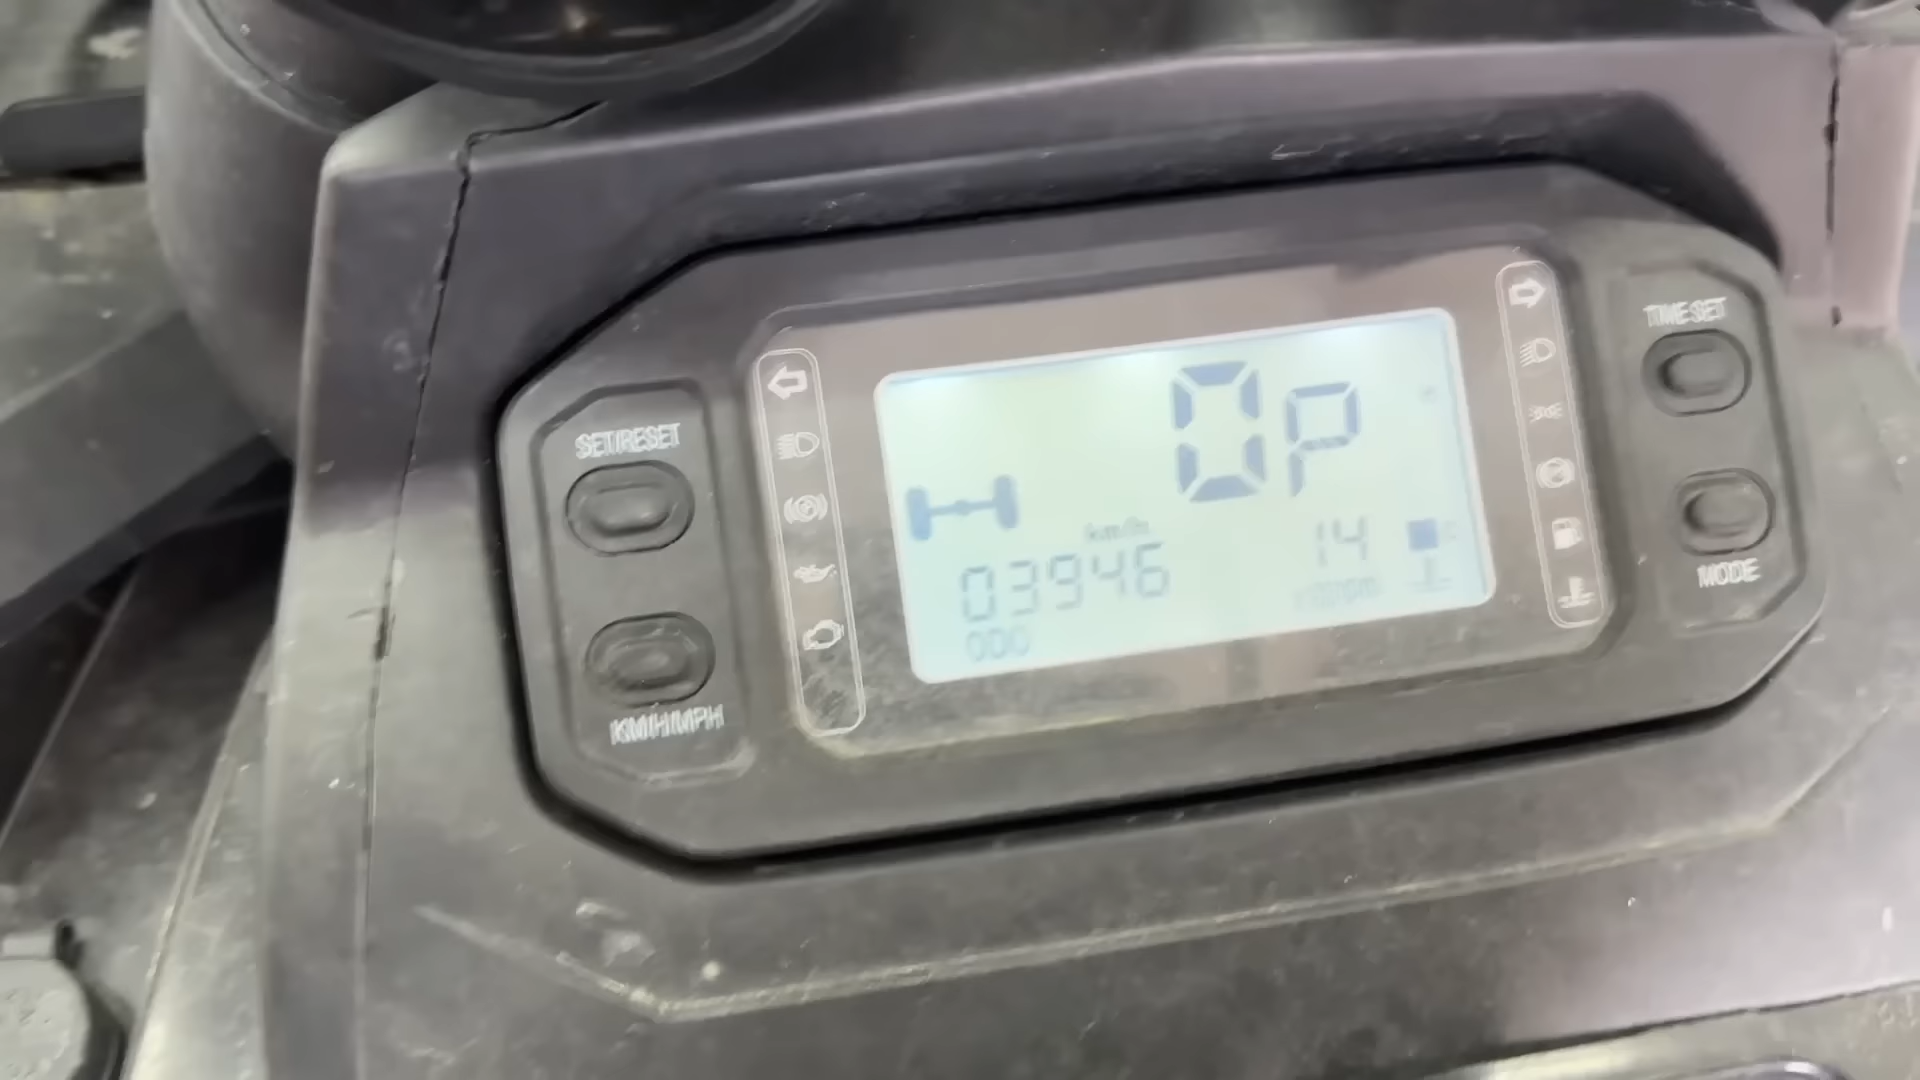 TIME SET
SET/RESET
0P
km/h
14
03946
MODE
ODO
KM/H/MPH